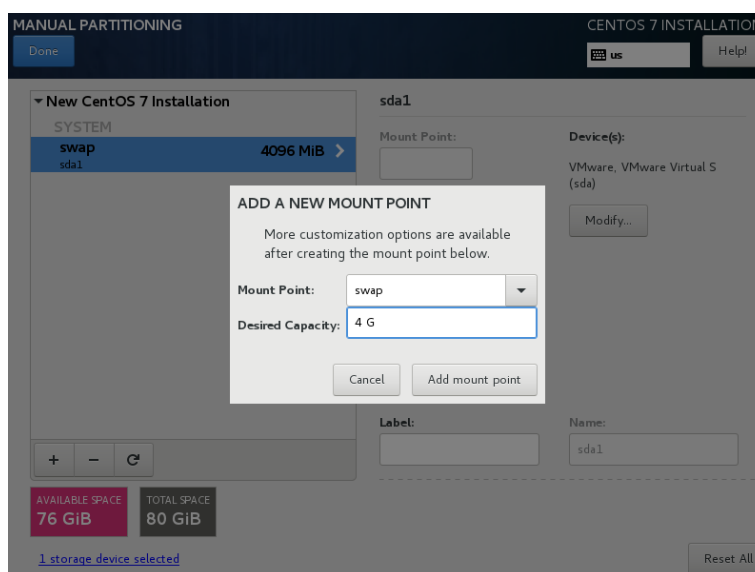 MANUAL PARTITIONING
CENTOS 7 INSTALLATION
Done
us
Help!
New CentOS 7 Installation
SYSTEM
swap
4096 MiB
sda1
sda1
Mount Point:
Device(s):
VMware, VMware Virtual S
(sda)
Modify...
ADD A NEW MOUNT POINT
More customization options are available
after creating the mount point below.
Mount Point:
swap
Desired Capacity:
4 G
Cancel
Add mount point
Label:
Name:
sda1
+
−
AVAILABLE SPACE
76 GiB
TOTAL SPACE
80 GiB
1 storage device selected
Reset All